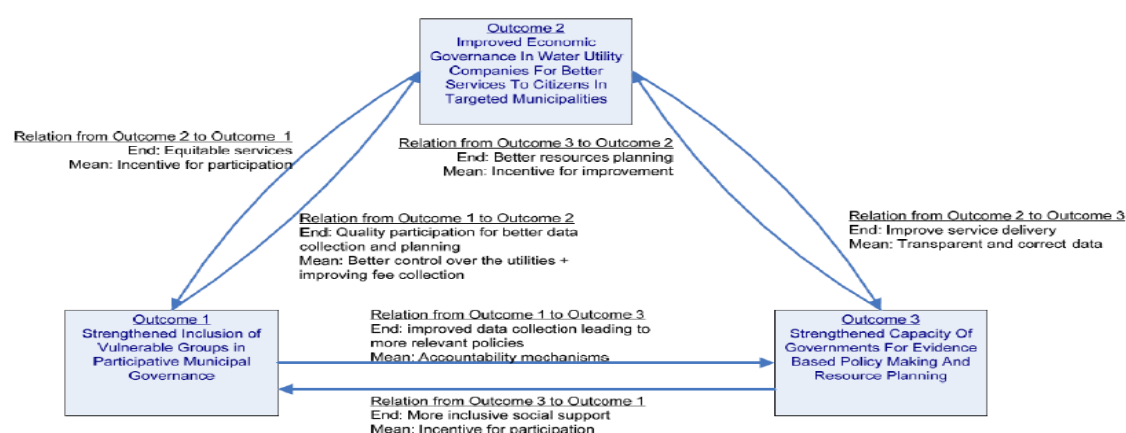 Outcome 2
Improved Economic
Governance In Water Utility
Companies For Better
Services To Citizens In
Targeted Municipalities
Relation from Outcome 2 to Outcome 1
End: Equitable services
Mean: Incentive for participation
Relation from Outcome 3 to Outcome 2
End: Better resources planning
Mean: Incentive for improvement
Relation from Outcome 1 to Outcome 2
End: Quality participation for better data
collection and planning
Mean: Better control over the utilities +
improving fee collection
Relation from Outcome 2 to Outcome 3
End: Improve service delivery
Mean: Transparent and correct data
Outcome 1
Strengthened Inclusion of
Vulnerable Groups in
Participative Municipal
Governance
Relation from Outcome 1 to Outcome 3
End: improved data collection leading to
more relevant policies
Mean: Accountability mechanisms
Outcome 3
Strengthened Capacity Of
Governments For Evidence
Based Policy Making And
Resource Planning
Relation from Outcome 3 to Outcome 1
End: More inclusive social support
Mean: Incentive for participation